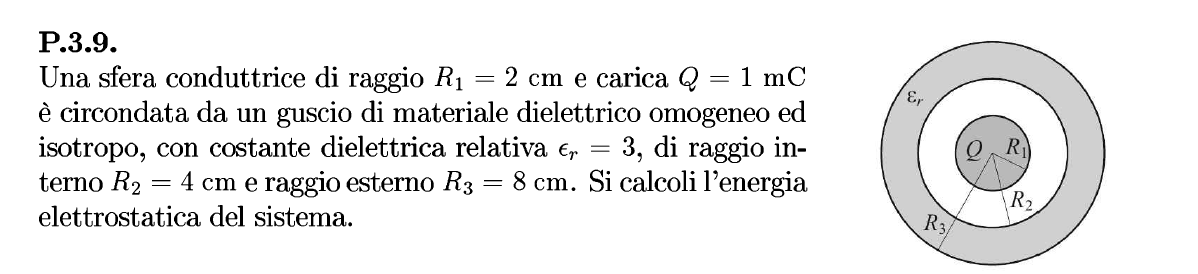 P.3.9.
Una sfera conduttrice di raggio R₁ = 2 cm e carica Q = 1 mC
è circondata da un guscio di materiale dielettrico omogeneo ed
isotropo, con costante dielettrica relativa ϵᵣ = 3, di raggio in-
terno R₂ = 4 cm e raggio esterno R₃ = 8 cm. Si calcoli l'energia
elettrostatica del sistema.
εᵣ
Q R₁
R₂
R₃